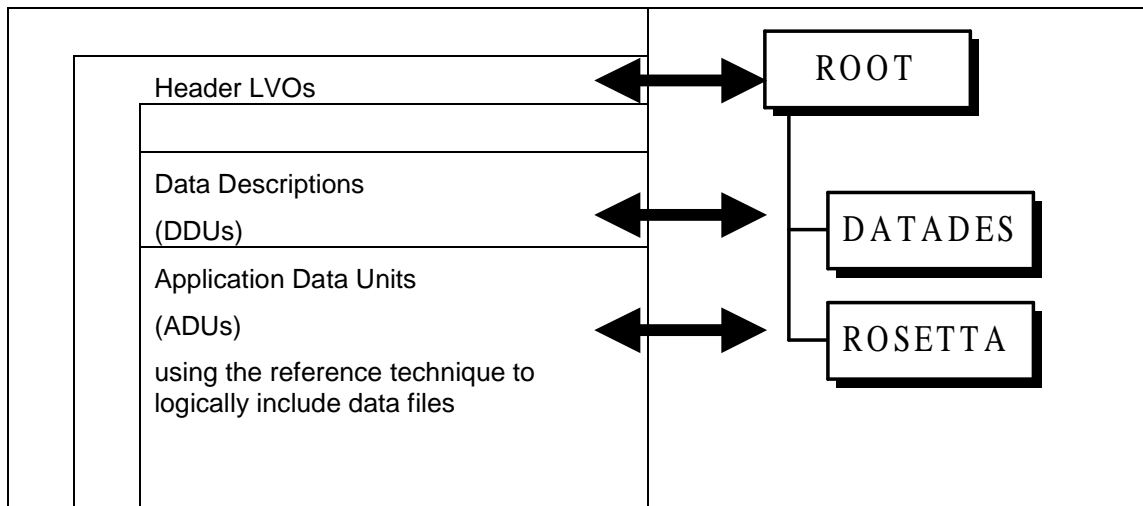 Header LVOs
ROOT
Data Descriptions
(DDUs)
DATADES
Application Data Units
(ADUs)
ROSETTA
using the reference technique to
logically include data files